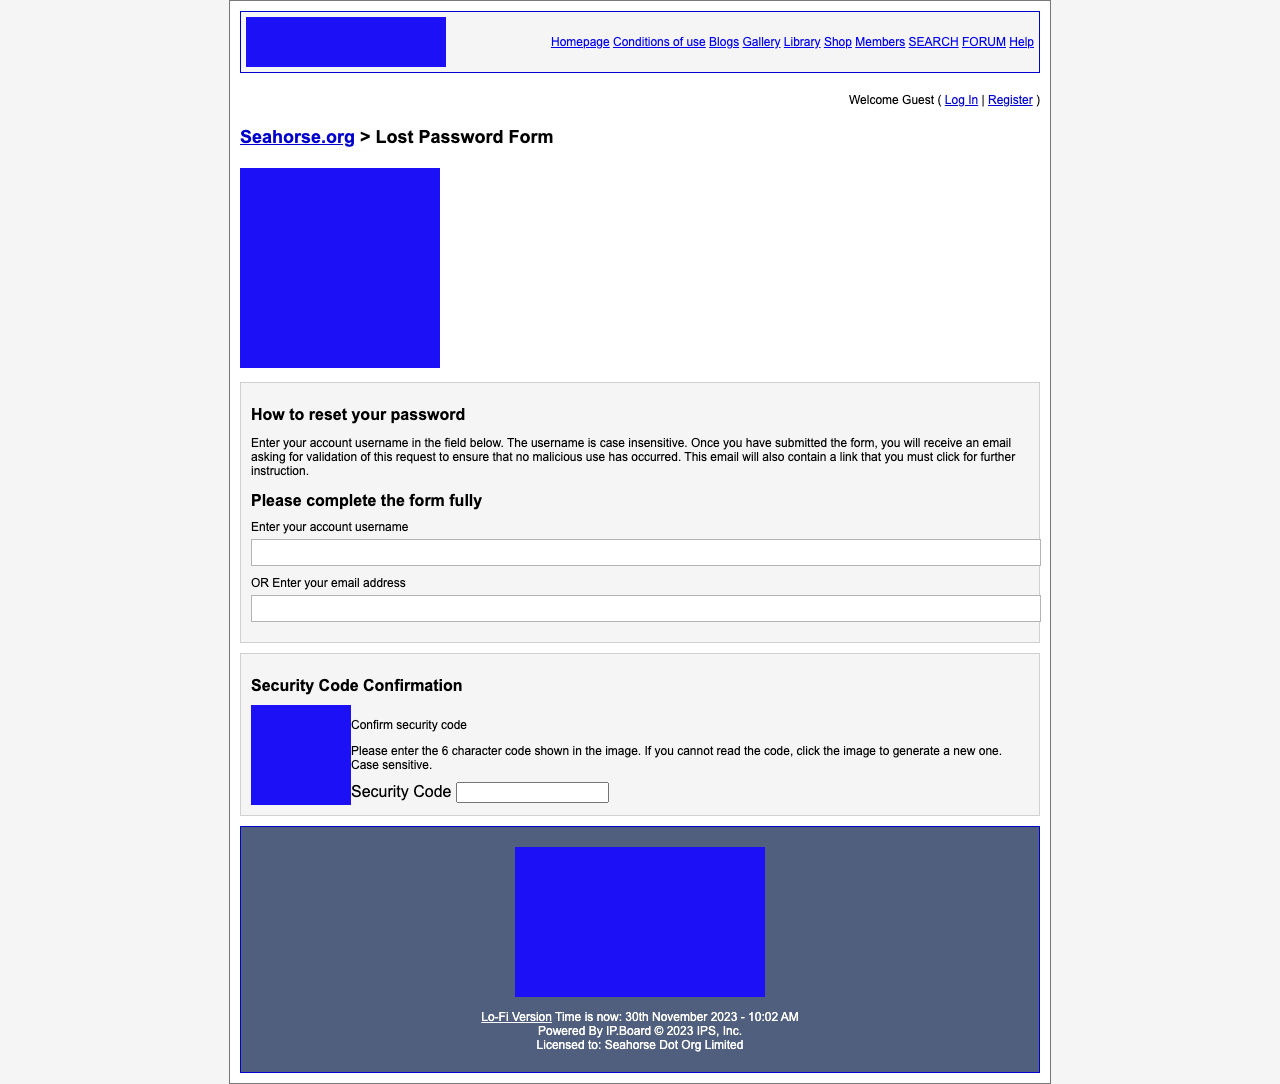 Homepage Conditions of use Blogs Gallery Library Shop Members SEARCH FORUM Help
Welcome Guest ( Log In | Register )
Seahorse.org > Lost Password Form
How to reset your password
Enter your account username in the field below. The username is case insensitive. Once you have submitted the form, you will receive an email
asking for validation of this request to ensure that no malicious use has occurred. This email will also contain a link that you must click for further
instruction.
Please complete the form fully
Enter your account username
OR Enter your email address
Security Code Confirmation
Confirm security code
Please enter the 6 character code shown in the image. If you cannot read the code, click the image to generate a new one.
Case sensitive.
Security Code
Lo-Fi Version Time is now: 30th November 2023 - 10:02 AM
Powered By IP.Board © 2023 IPS, Inc.
Licensed to: Seahorse Dot Org Limited